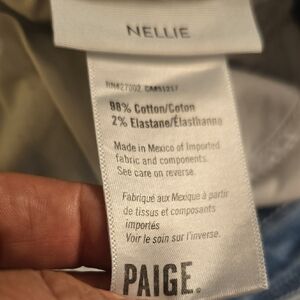 NELLIE
98% Cotton/Coton
2% Elastane/Élasthanne
Made in Mexico of Imported
fabric and components.
See care on reverse.
Fabriqué aux Mexique à partir
de tissus et composants
importés
Voir le soin sur l'inverse.
PAIGE.